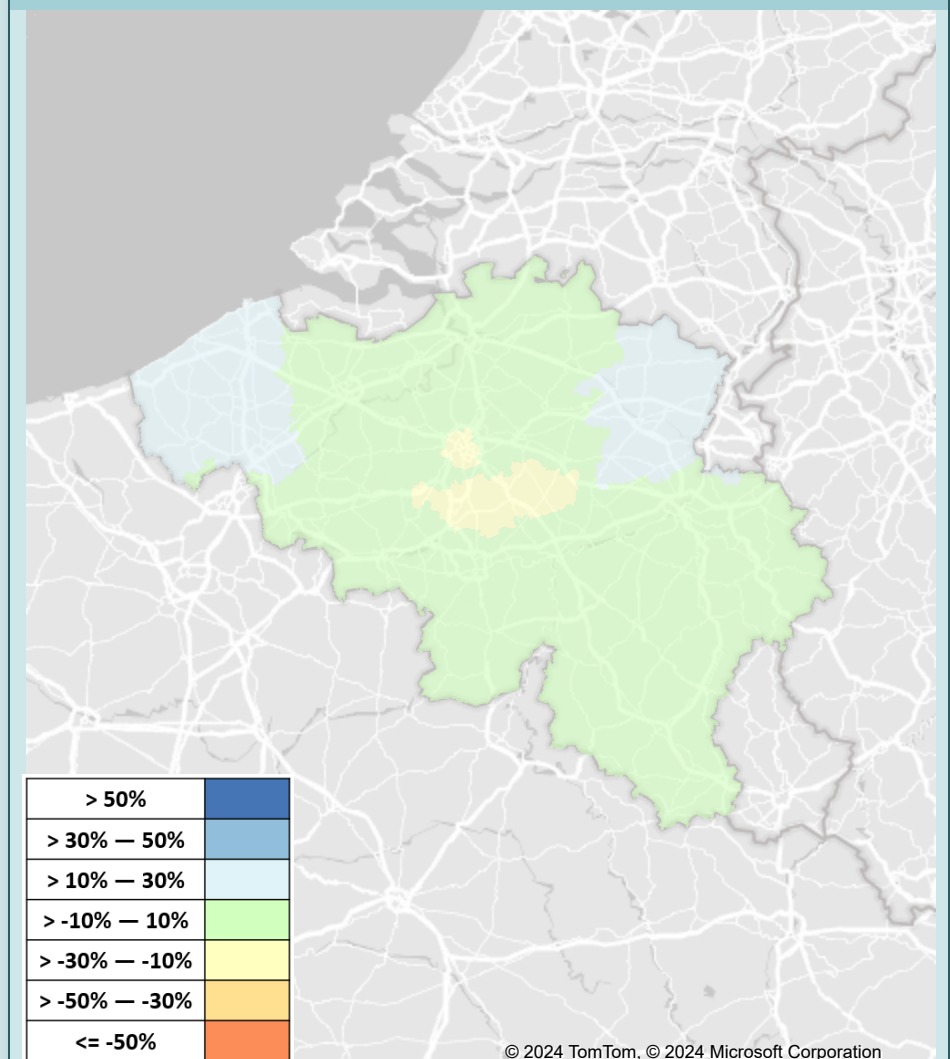 > 50%
> 30% — 50%
> 10% — 30%
> -10% — 10%
> -30% — -10%
> -50% — -30%
<= -50%
© 2024 TomTom, © 2024 Microsoft Corporation